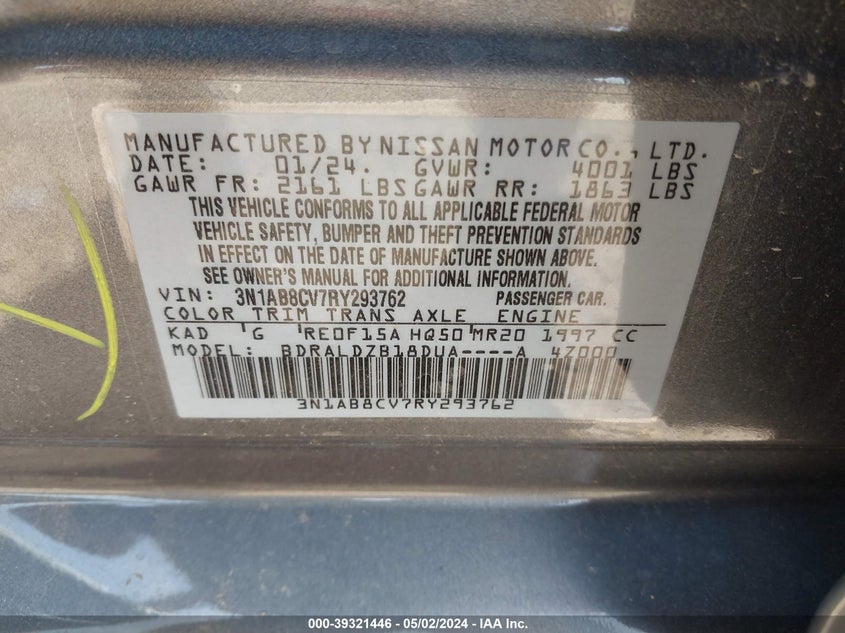 MANUFACTURED BY NISSAN MOTOR CO., LTD.
DATE: 01/24. GVWR: 4001 LBS
GAWR FR: 2161 LBS GAWR RR: 1863 LBS
THIS VEHICLE CONFORMS TO ALL APPLICABLE FEDERAL MOTOR
VEHICLE SAFETY, BUMPER AND THEFT PREVENTION STANDARDS
IN EFFECT ON THE DATE OF MANUFACTURE SHOWN ABOVE.
SEE OWNER'S MANUAL FOR ADDITIONAL INFORMATION.
VIN: 3N1AB8CV7RY293762 PASSENGER CAR.
COLOR TRIM TRANS AXLE ENGINE
KAD G RE0F15A HQ50 MR20 1997 CC
MODEL: BDRALDZB18DUA----A 4Z000
3N1AB8CV7RY293762
000-39321446 - 05/02/2024 - IAA Inc.